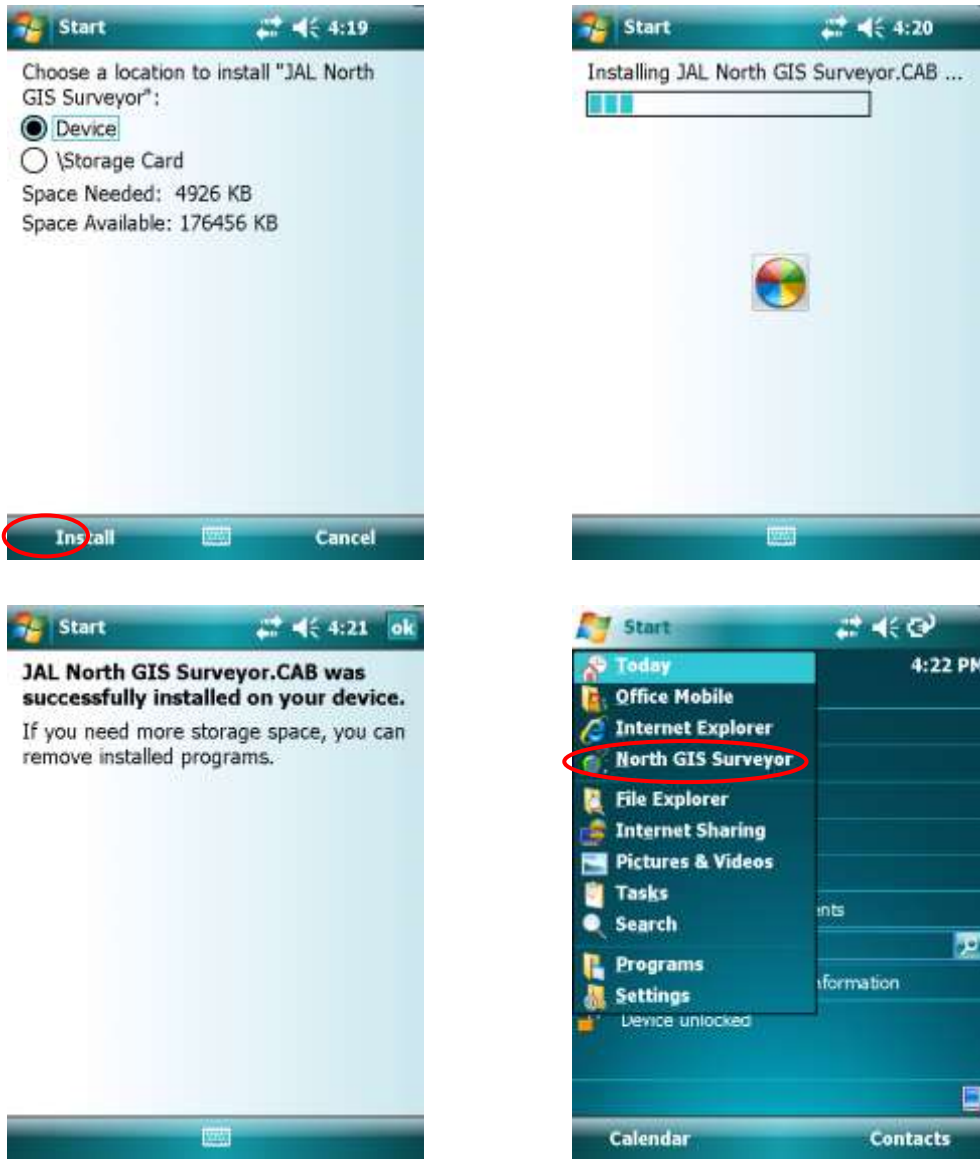 Start 4:19
Choose a location to install "JAL North
GIS Surveyor":
Device
\Storage Card
Space Needed: 4926 KB
Space Available: 176456 KB
Install Cancel
Start 4:20
Installing JAL North GIS Surveyor.CAB ...
Start 4:21 ok
JAL North GIS Surveyor.CAB was
successfully installed on your device.
If you need more storage space, you can
remove installed programs.
Start
Today 4:22 PM
Office Mobile
Internet Explorer
North GIS Surveyor
File Explorer
Internet Sharing
Pictures & Videos
Tasks
Search
ents
Programs
Settings
formation
Device unlocked
Calendar Contacts